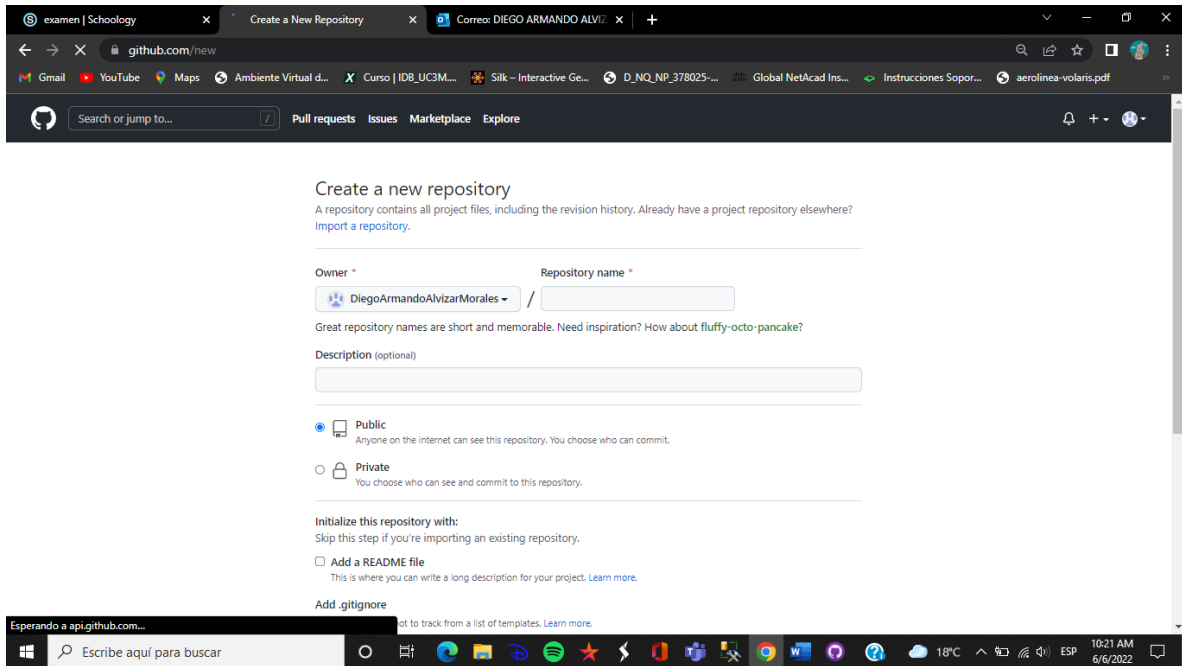 examen | Schoology
Create a New Repository
Correo: DIEGO ARMANDO ALVIZ
github.com/new
Gmail
YouTube
Maps
Ambiente Virtual d...
Curso | IDB_UC3M....
Silk – Interactive Ge...
D_NQ_NP_378025-...
Global NetAcad Ins...
Instrucciones Sopor...
aerolinea-volaris.pdf
Search or jump to...
/
Pull requests Issues Marketplace Explore
Create a new repository
A repository contains all project files, including the revision history. Already have a project repository elsewhere?
Import a repository.
Owner *
Repository name *
DiegoArmandoAlvizarMorales
/
Great repository names are short and memorable. Need inspiration? How about fluffy-octo-pancake?
Description (optional)
Public
Anyone on the internet can see this repository. You choose who can commit.
Private
You choose who can see and commit to this repository.
Initialize this repository with:
Skip this step if you're importing an existing repository.
Add a README file
This is where you can write a long description for your project. Learn more.
Add .gitignore
not to track from a list of templates. Learn more.
Esperando a api.github.com...
Escribe aquí para buscar
18°C
ESP
10:21 AM
6/6/2022